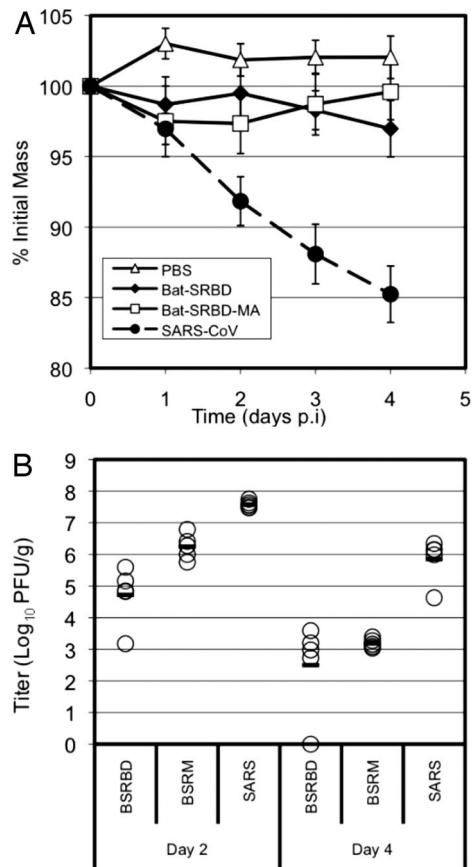 A
105
100
95
90
85
80
% Initial Mass
PBS
Bat-SRBD
Bat-SRBD-MA
SARS-CoV
0 1 2 3 4 5
Time (days p.i)
B
9
8
7
6
5
4
3
2
1
0
Titer (Log10 PFU/g)
BSRBD BSRM SARS BSRBD BSRM SARS
Day 2 Day 4